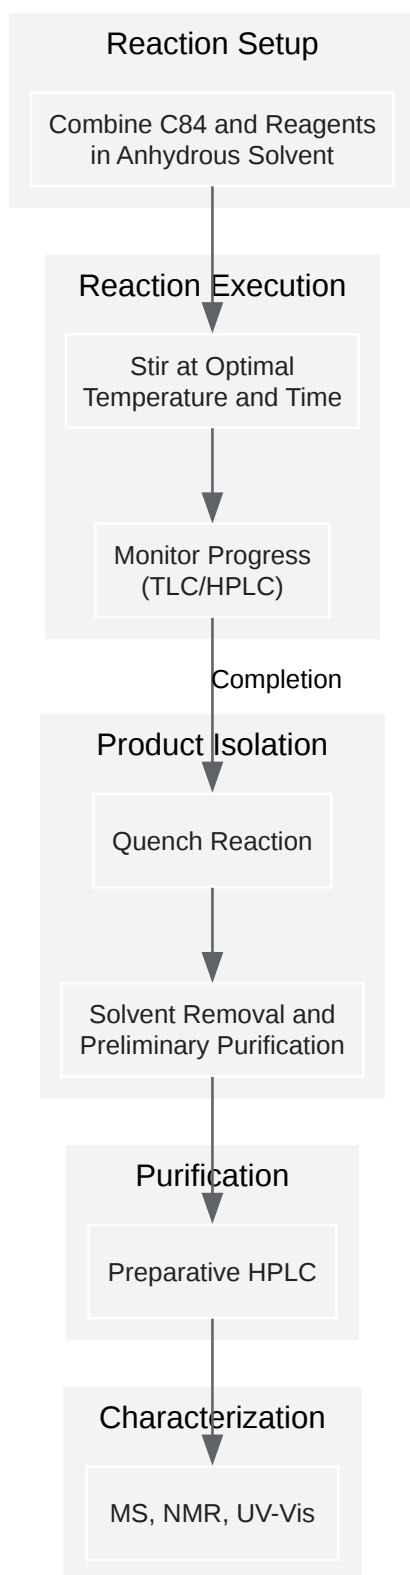 Reaction Setup
Combine C84 and Reagents
in Anhydrous Solvent
Reaction Execution
Stir at Optimal
Temperature and Time
Monitor Progress
(TLC/HPLC)
Completion
Product Isolation
Quench Reaction
Solvent Removal and
Preliminary Purification
Purification
Preparative HPLC
Characterization
MS, NMR, UV-Vis